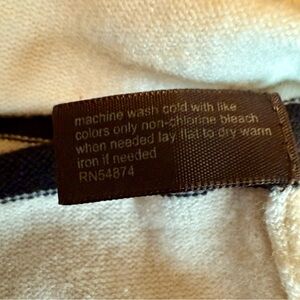 machine wash cold with like
colors only non-chlorine bleach
when needed lay flat to dry warm
iron if needed
RN54874